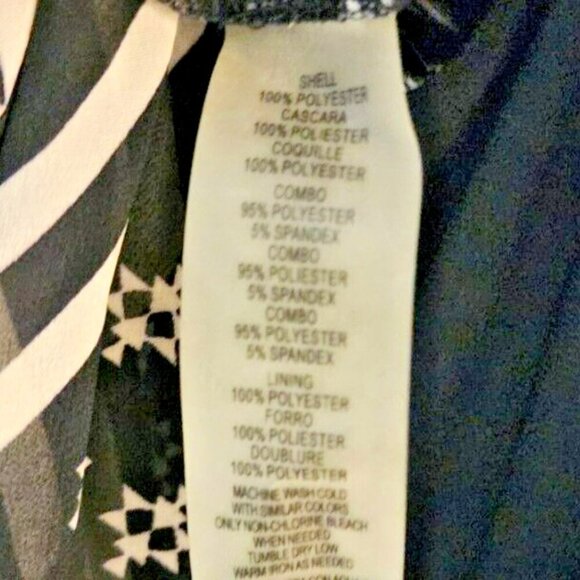 SHELL
100% POLYESTER
CASCARA
100% POLIESTER
COQUILLE
100% POLYESTER
COMBO
95% POLYESTER
5% SPANDEX
COMBO
95% POLIESTER
5% SPANDEX
COMBO
95% POLYESTER
5% SPANDEX
LINING
100% POLYESTER
FORRO
100% POLIESTER
DOUBLURE
100% POLYESTER
MACHINE WASH COLD
WITH SIMILAR COLORS
ONLY NON-CHLORINE BLEACH
WHEN NEEDED
TUMBLE DRY LOW
WARM IRON AS NEEDED